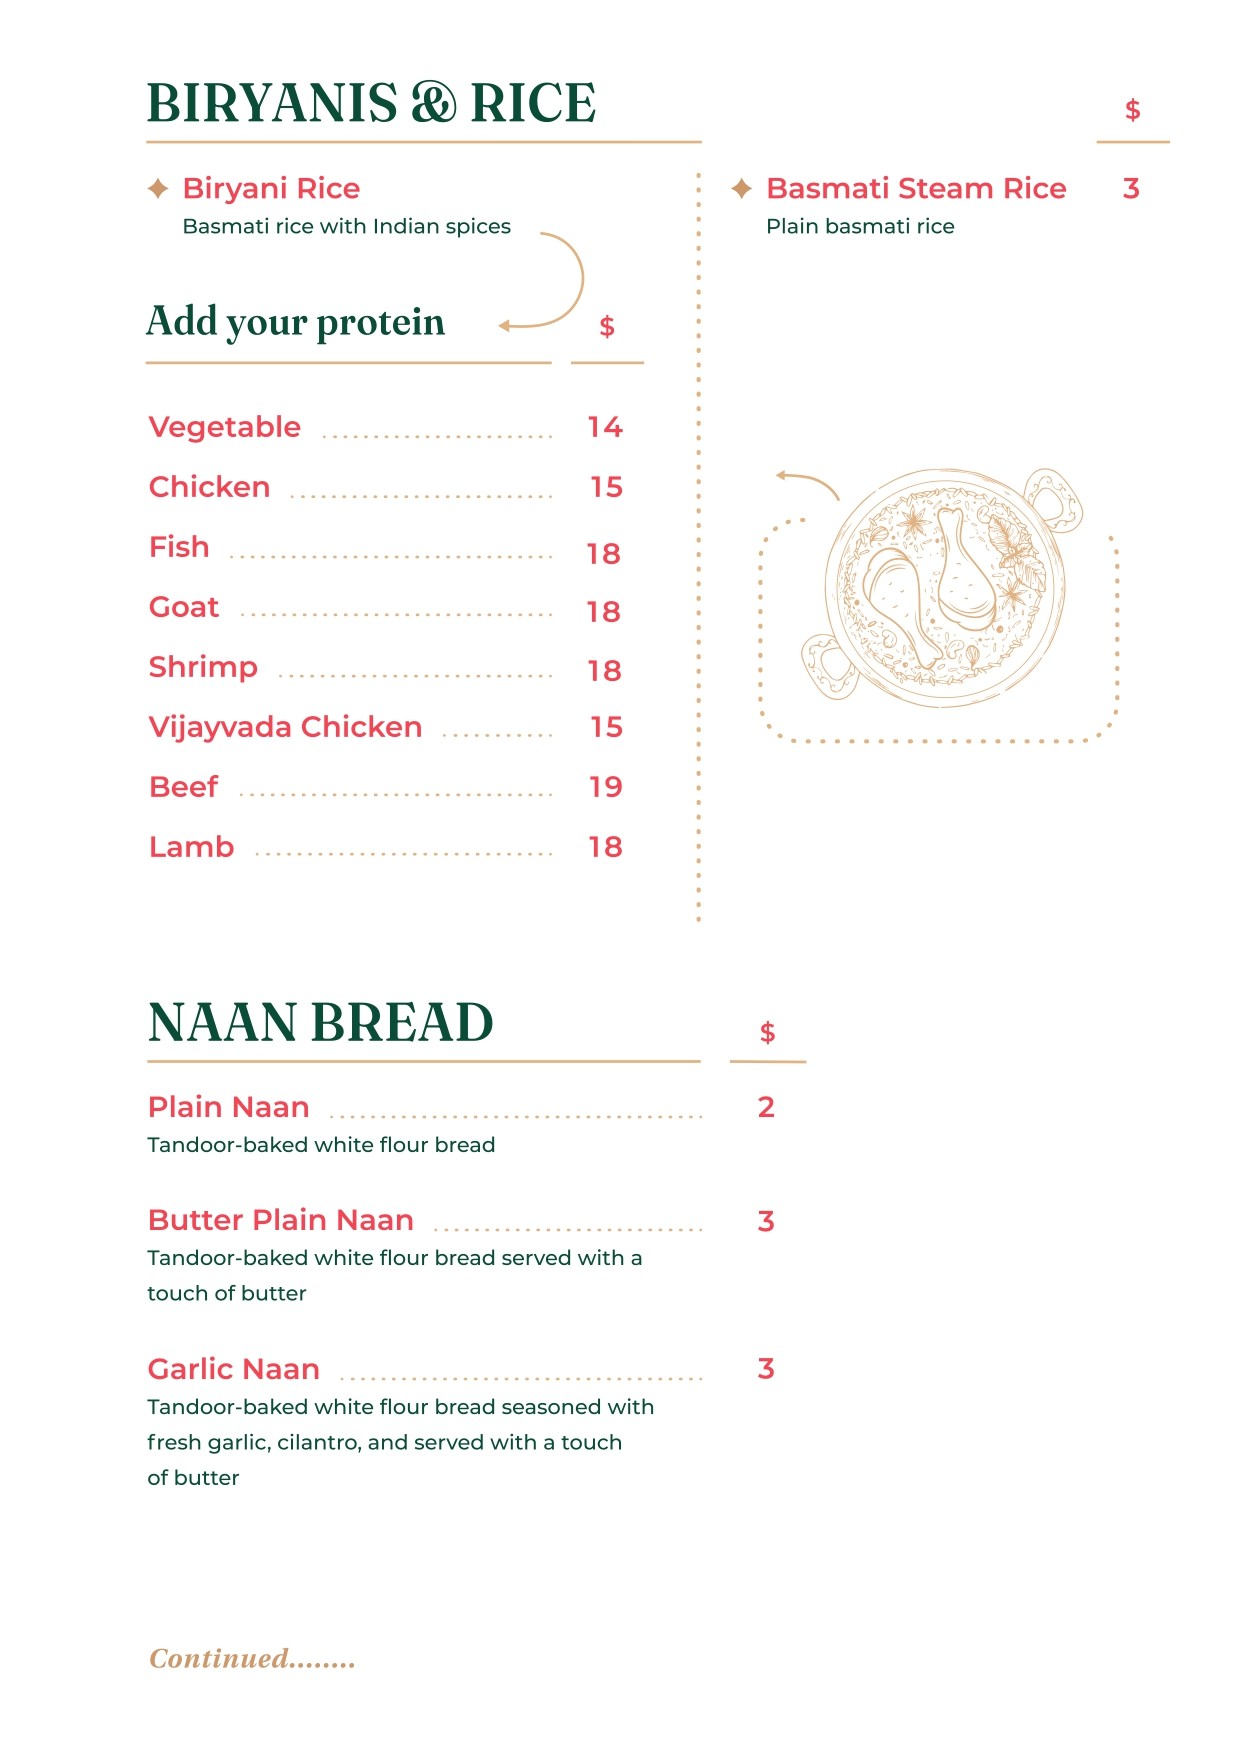 BIRYANIS & RICE
$
Biryani Rice
Basmati rice with Indian spices
Basmati Steam Rice 3
Plain basmati rice
Add your protein $
Vegetable 14
Chicken 15
Fish 18
Goat 18
Shrimp 18
Vijayvada Chicken 15
Beef 19
Lamb 18
NAAN BREAD $
Plain Naan 2
Tandoor-baked white flour bread
Butter Plain Naan 3
Tandoor-baked white flour bread served with a
touch of butter
Garlic Naan 3
Tandoor-baked white flour bread seasoned with
fresh garlic, cilantro, and served with a touch
of butter
Continued........